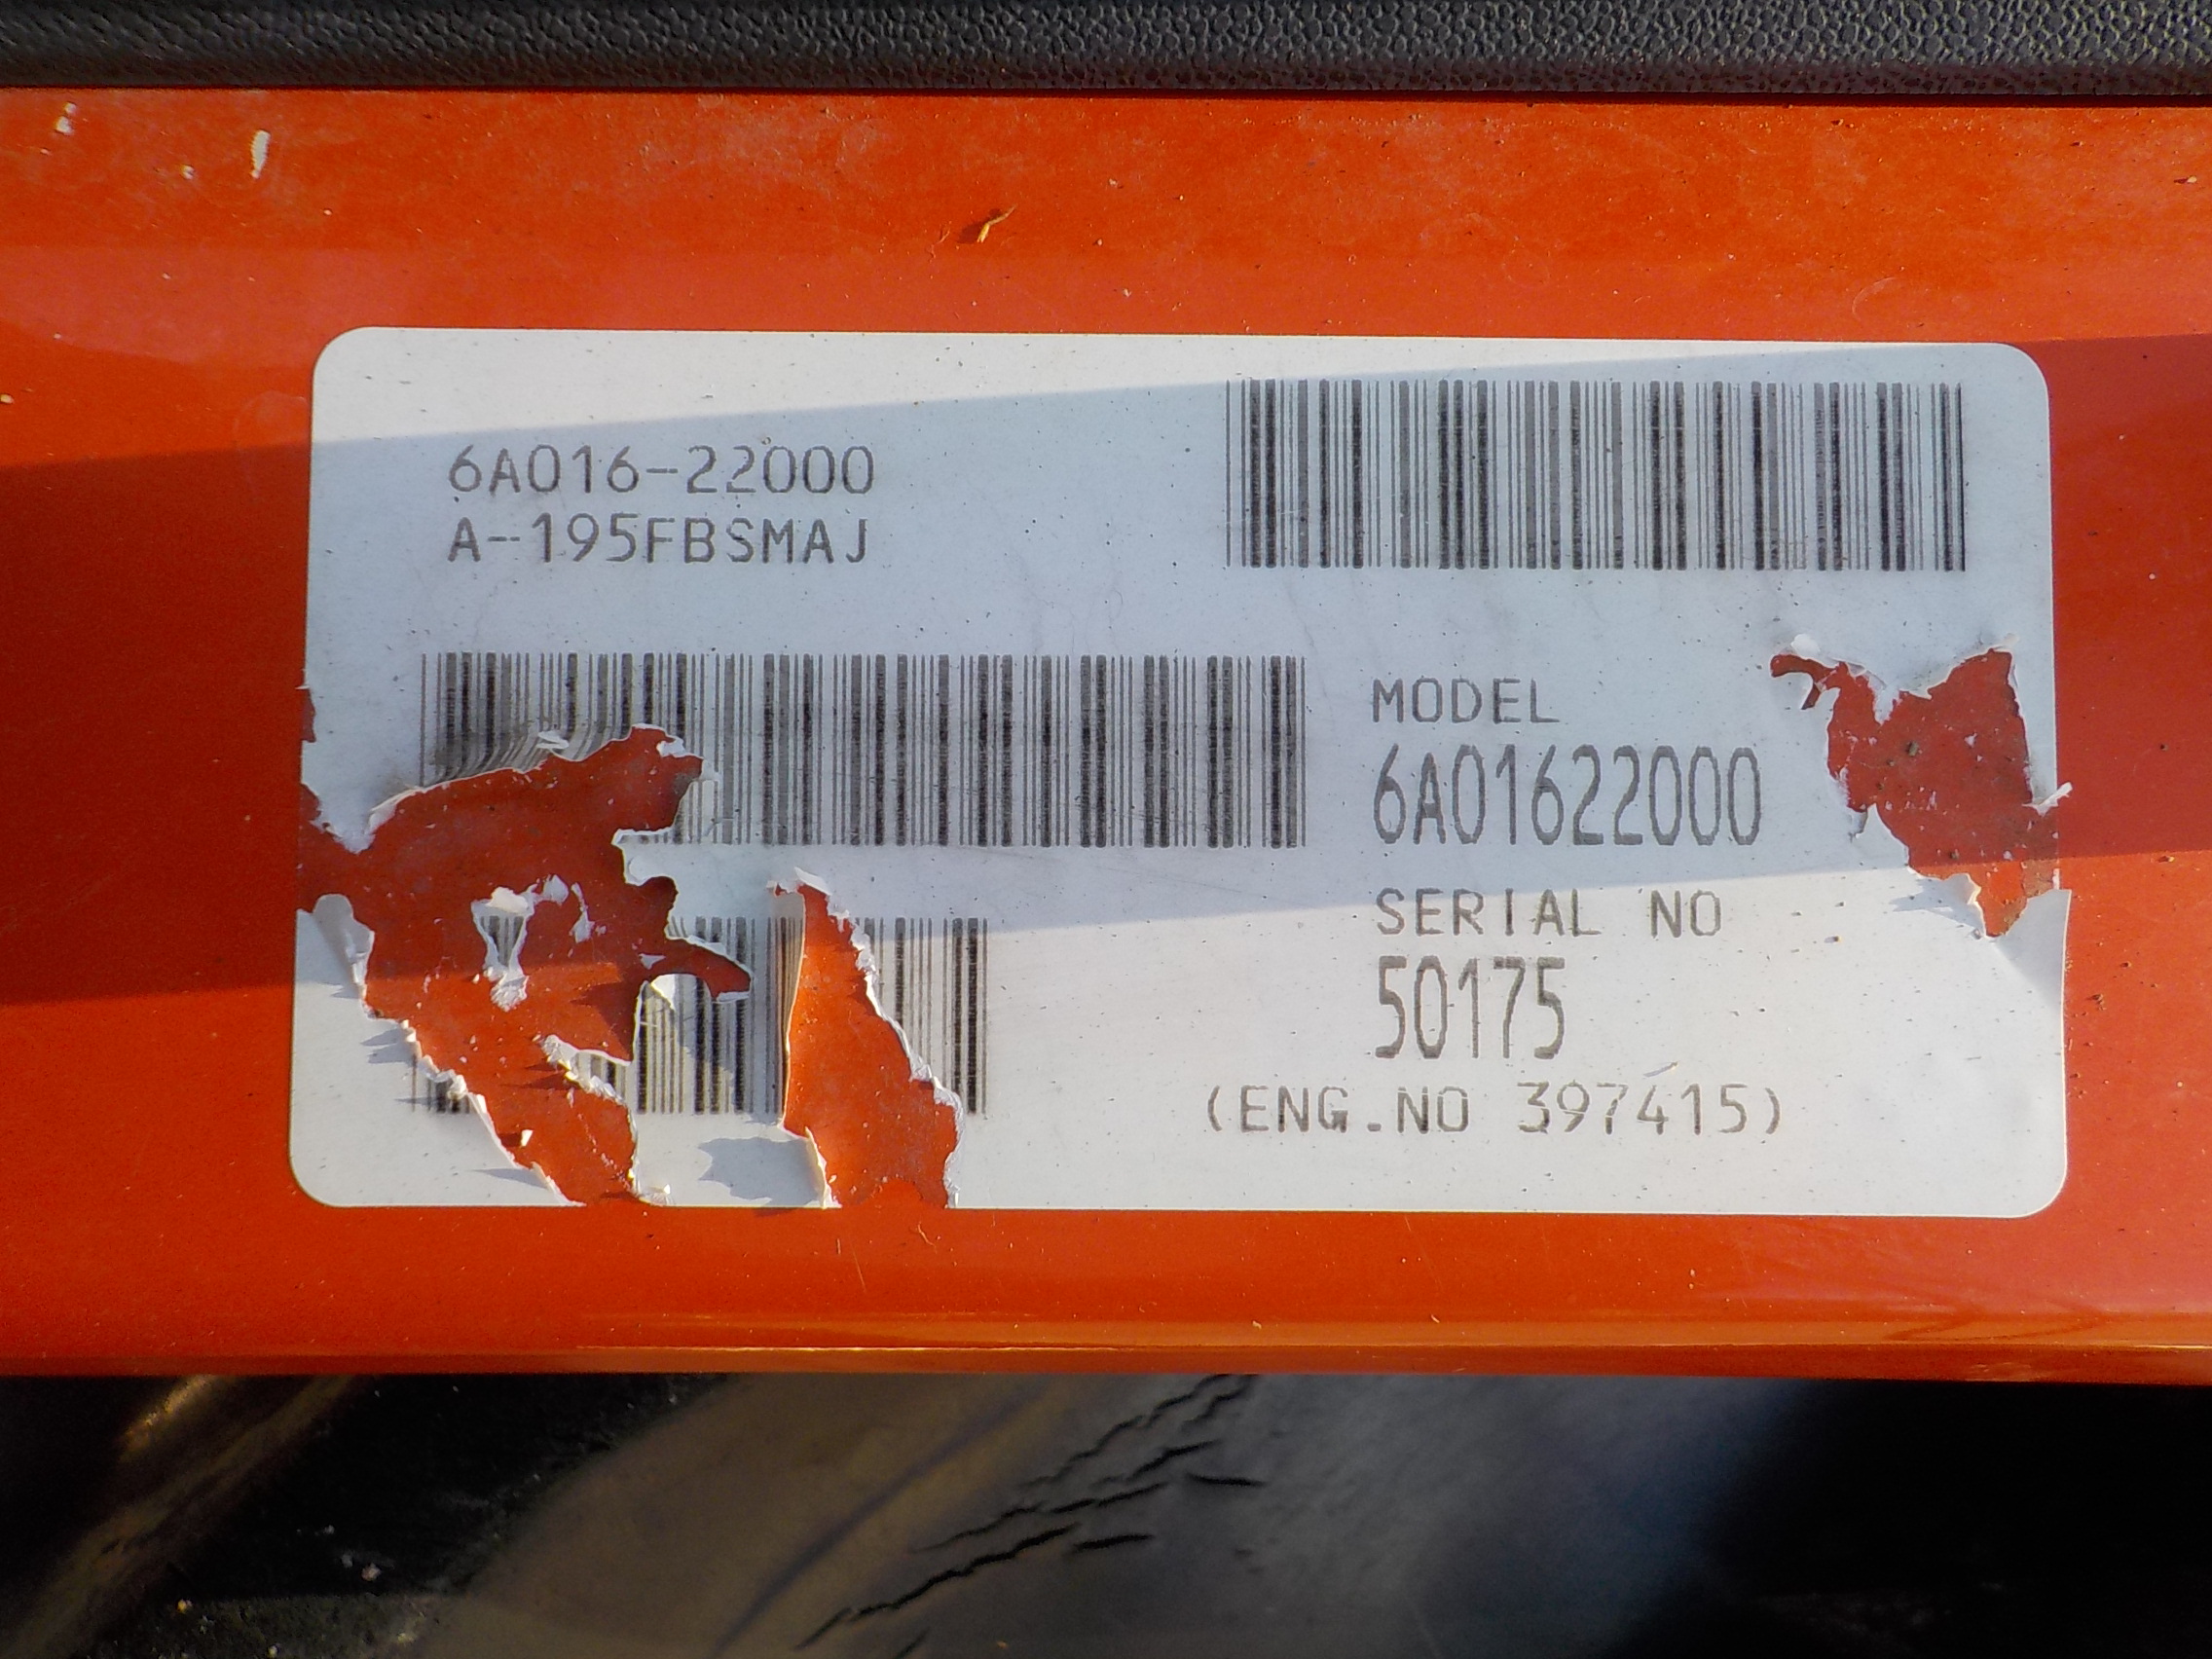 6A016-22000
A-195FBSMAJ
MODEL
6A01622000
SERIAL NO
50175
(ENG.NO 397415)